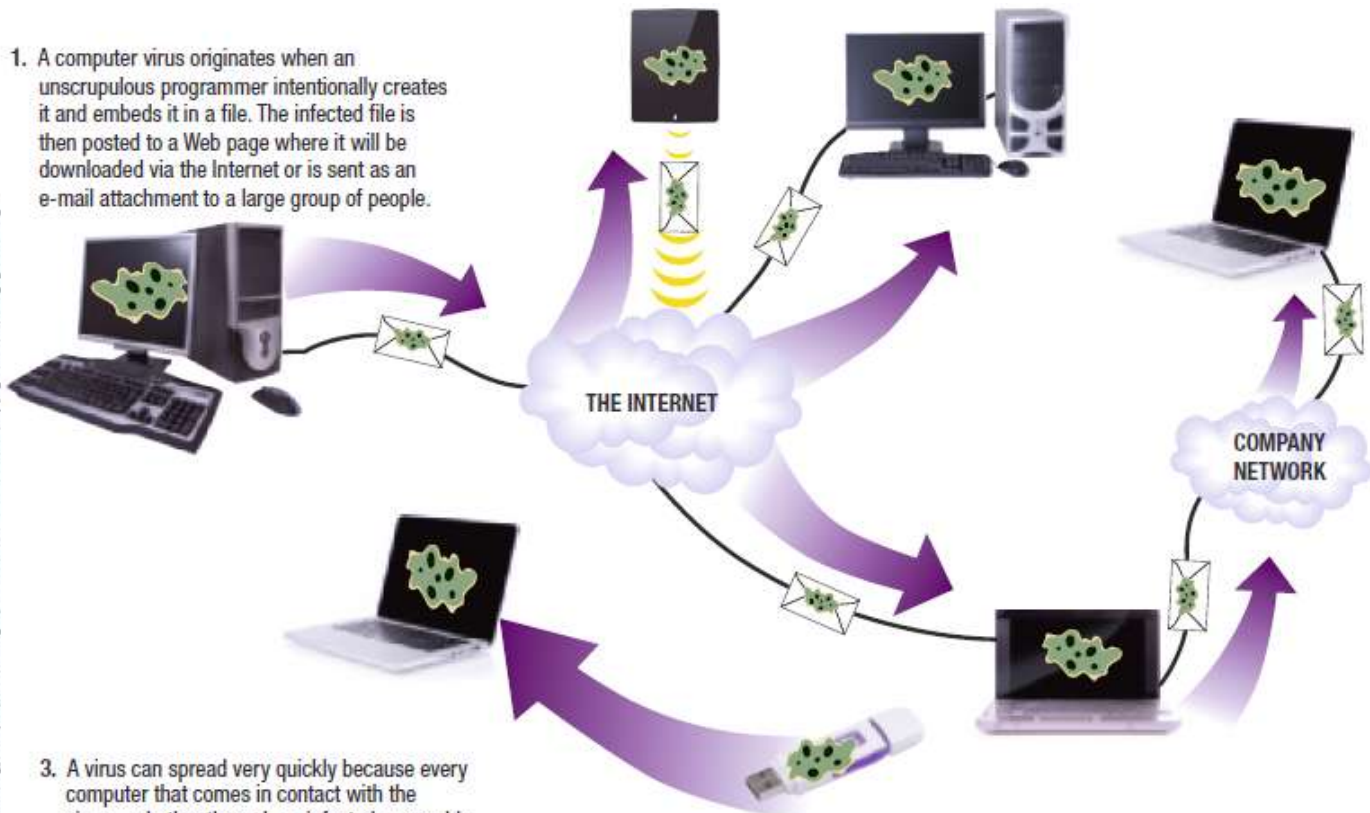 1. A computer virus originates when an
unscrupulous programmer intentionally creates
it and embeds it in a file. The infected file is
then posted to a Web page where it will be
downloaded via the Internet or is sent as an
e-mail attachment to a large group of people.
THE INTERNET
COMPANY
NETWORK
3. A virus can spread very quickly because every
computer that comes in contact with the